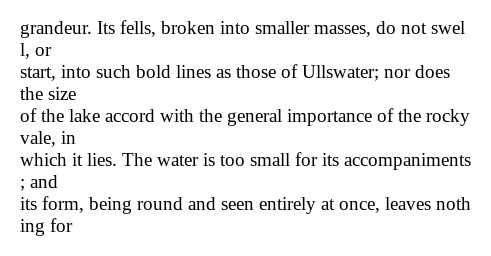 grandeur. Its fells, broken into smaller masses, do not swel
l, or
start, into such bold lines as those of Ullswater; nor does
the size
of the lake accord with the general importance of the rocky
vale, in
which it lies. The water is too small for its accompaniments
; and
its form, being round and seen entirely at once, leaves noth
ing for